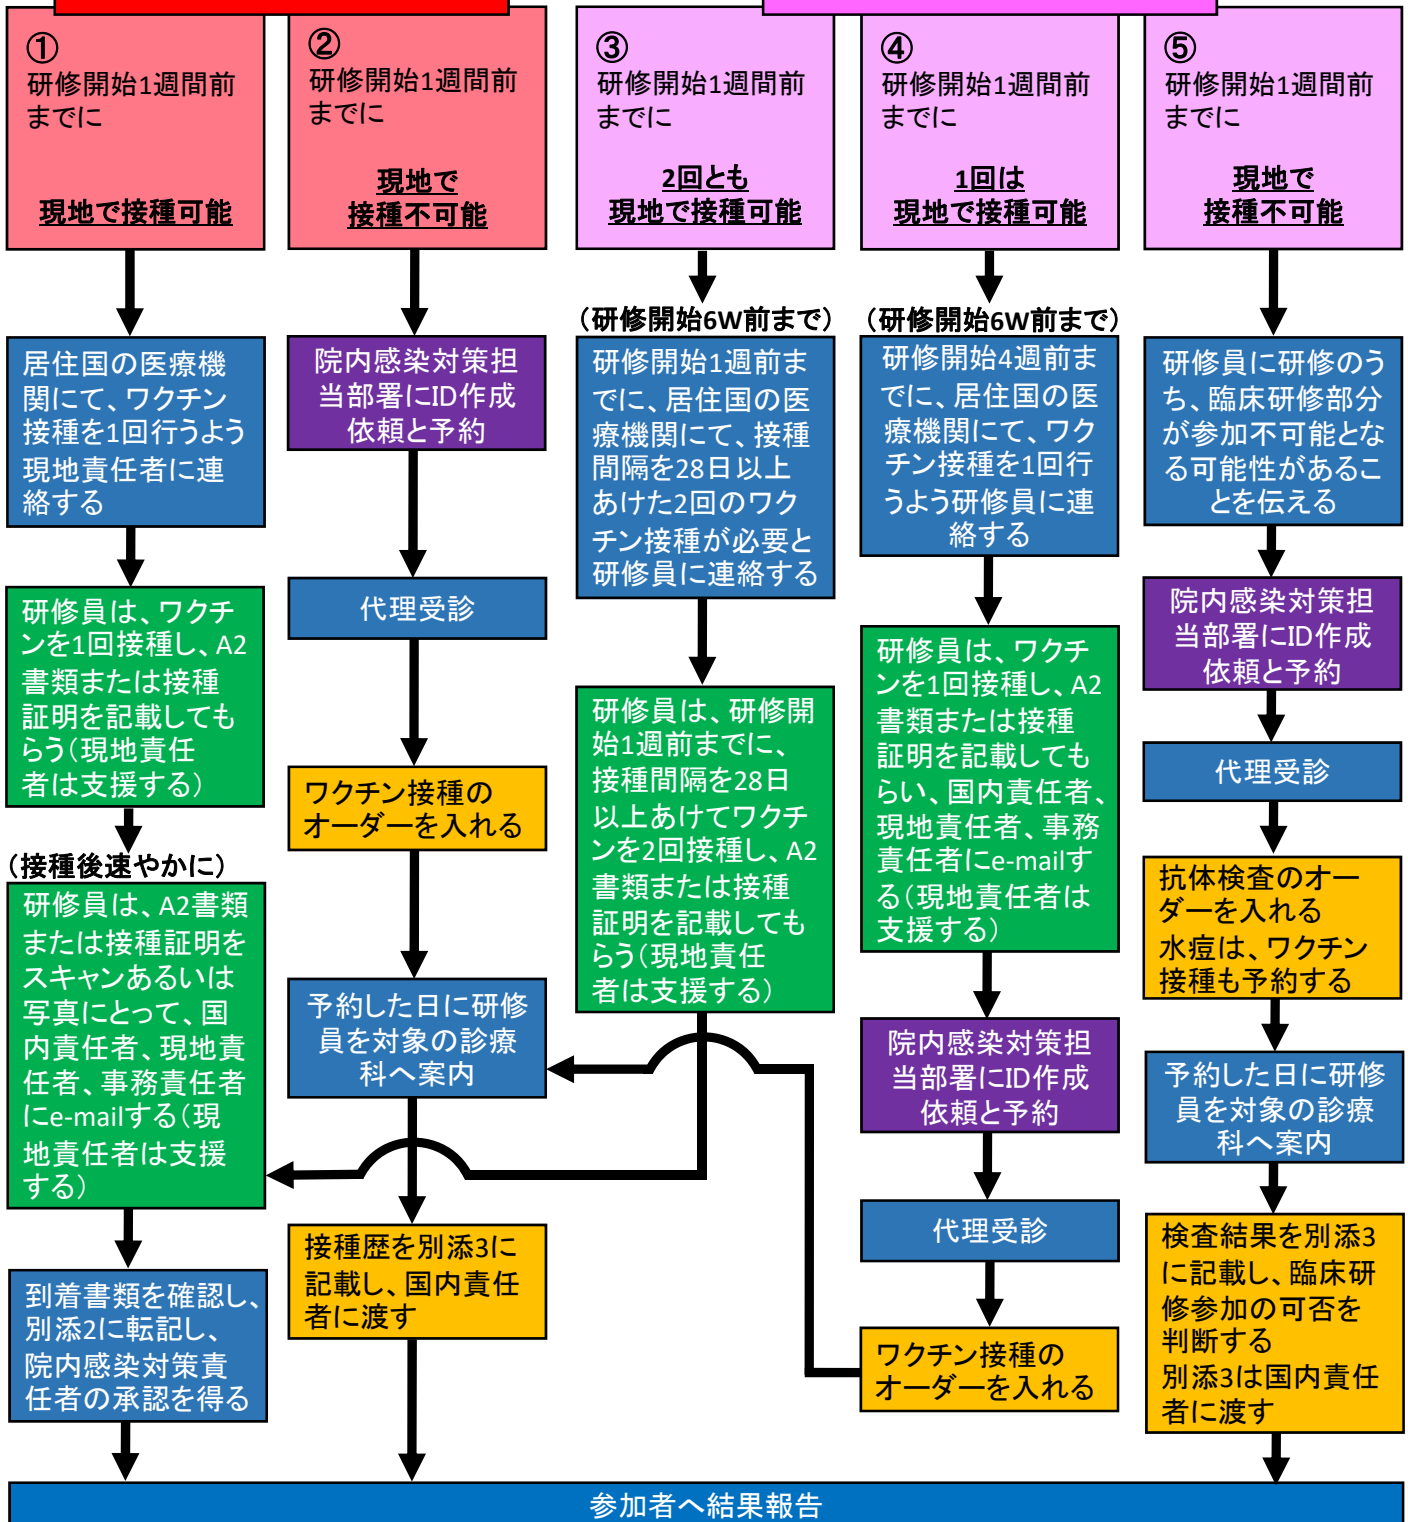 ①
研修開始1週間前
までに
現地で接種可能
②
研修開始1週間前
までに
現地で
接種不可能
③
研修開始1週間前
までに
2回とも
現地で接種可能
④
研修開始1週間前
までに
1回は
現地で接種可能
⑤
研修開始1週間前
までに
現地で
接種不可能
居住国の医療機
関にて、ワクチン
接種を1回行うよう
現地責任者に連
絡する
研修員は、ワクチ
ンを1回接種し、A2
書類または接種
証明を記載しても
らう(現地責任
者は支援する)
(接種後速やかに)
研修員は、A2書類
または接種証明を
スキャンあるいは
写真にとって、国
内責任者、現地責
任者、事務責任者
にe-mailする(現
地責任者は支援
する)
到着書類を確認し、
別添2に転記し、
院内感染対策責
任者の承認を得る
院内感染対策担
当部署にID作成
依頼と予約
代理受診
ワクチン接種の
オーダーを入れる
予約した日に研修
員を対象の診療
科へ案内
接種歴を別添3に
記載し、国内責任
者に渡す
(研修開始6W前まで)
研修開始1週前ま
でに、居住国の医
療機関にて、接種
間隔を28日以上
あけた2回のワク
チン接種が必要と
研修員に連絡する
研修員は、研修開
始1週前までに、
接種間隔を28日
以上あけてワクチ
ンを2回接種し、A2
書類または接種
証明を記載しても
らう(現地責任
者は支援する)
(研修開始6W前まで)
研修開始4週前ま
でに、居住国の医
療機関にて、ワク
チン接種を1回行
うよう研修員に連
絡する
研修員は、ワクチ
ンを1回接種し、A2
書類または接種
証明を記載しても
らい、国内責任者、
現地責任者、事務
責任者にe-mailす
る(現地責任者は
支援する)
院内感染対策担
当部署にID作成
依頼と予約
代理受診
ワクチン接種の
オーダーを入れる
研修員に研修のう
ち、臨床研修部分
が参加不可能とな
る可能性があるこ
とを伝える
院内感染対策担
当部署にID作成
依頼と予約
代理受診
抗体検査のオー
ダーを入れる
水痘は、ワクチン
接種も予約する
予約した日に研修
員を対象の診療
科へ案内
検査結果を別添3
に記載し、臨床研
修参加の可否を
判断する
別添3は国内責任
者に渡す
参加者へ結果報告